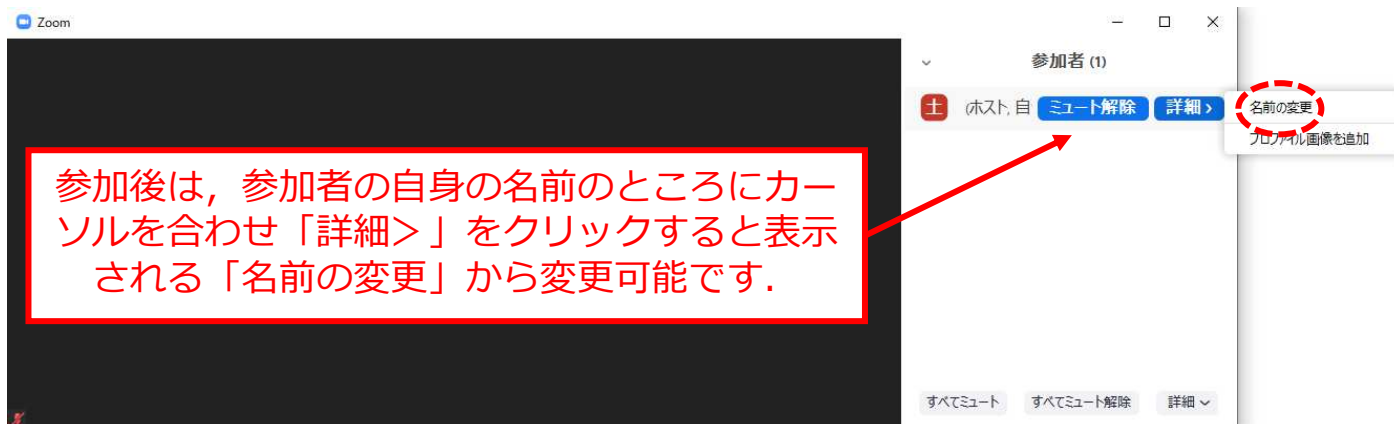 Zoom
参加者 (1)
土 (ホスト, 自 ミュート解除 詳細 >
名前の変更
プロファイル画像を追加
参加後は，参加者の自身の名前のところにカー
ソルを合わせ「詳細＞」をクリックすると表示
される「名前の変更」から変更可能です．
すべてミュート すべてミュート解除 詳細